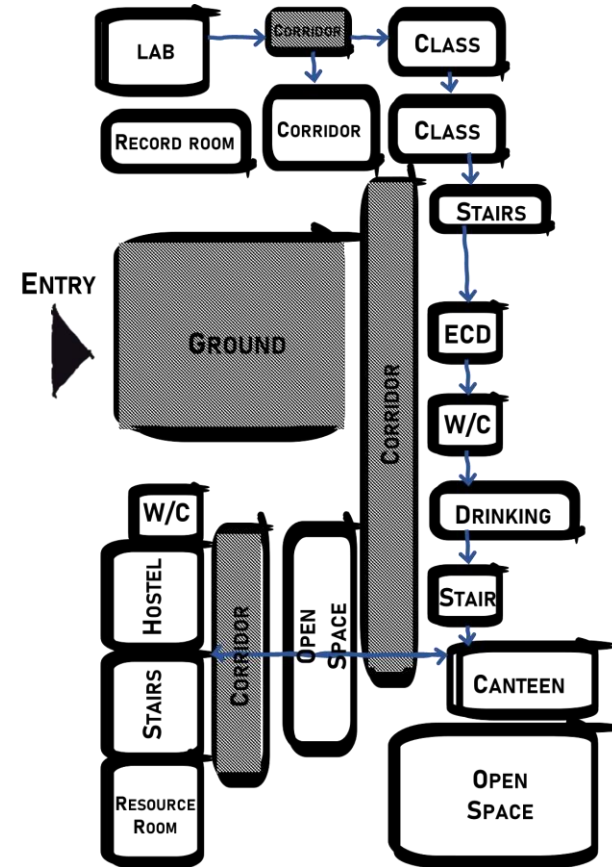 LAB
CORRIDOR
CLASS
RECORD ROOM
CORRIDOR
CLASS
STAIRS
ENTRY
GROUND
CORRIDOR
ECD
W/C
DRINKING
STAIR
CANTEEN
W/C
HOSTEL
STAIRS
RESOURCE
ROOM
CORRIDOR
OPEN
SPACE
OPEN
SPACE